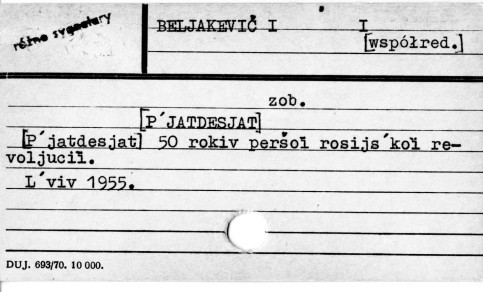 różne sygnatury
BELJAKEVIČ I I
[współred.]
zob.
[P´JATDESJAT]
[P´jatdesjat] 50 rokiv peršoï rosijs´koï re-
voljuciï.
L´viv 1955.
DUJ. 693/70. 10 000.